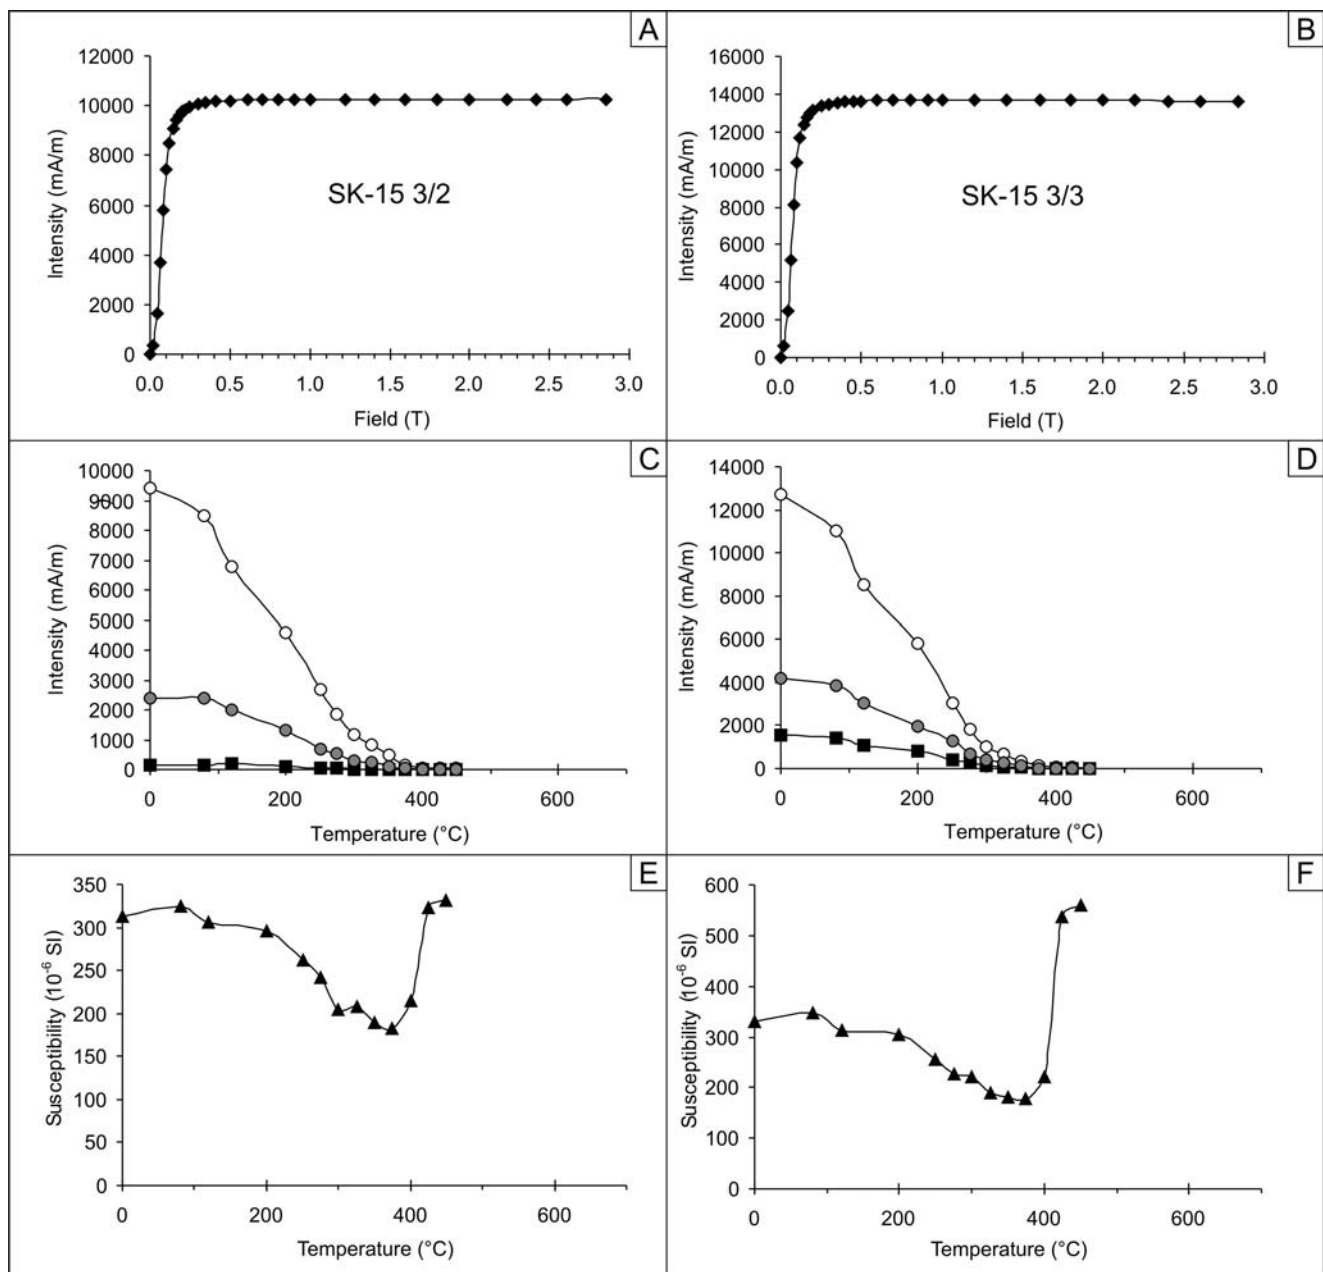 A
12000
10000
8000
6000
4000
2000
0
Intensity (mA/m)
SK-15 3/2
0.0 0.5 1.0 1.5 2.0 2.5 3.0
Field (T)
B
16000
14000
12000
10000
8000
6000
4000
2000
0
Intensity (mA/m)
SK-15 3/3
0.0 0.5 1.0 1.5 2.0 2.5 3.0
Field (T)
C
10000
9000
8000
7000
6000
5000
4000
3000
2000
1000
0
Intensity (mA/m)
0 200 400 600
Temperature (°C)
D
14000
12000
10000
8000
6000
4000
2000
0
Intensity (mA/m)
0 200 400 600
Temperature (°C)
E
350
300
250
200
150
100
50
0
Susceptibility (10⁻⁶ SI)
0 200 400 600
Temperature (°C)
F
600
500
400
300
200
100
0
Susceptibility (10⁻⁶ SI)
0 200 400 600
Temperature (°C)